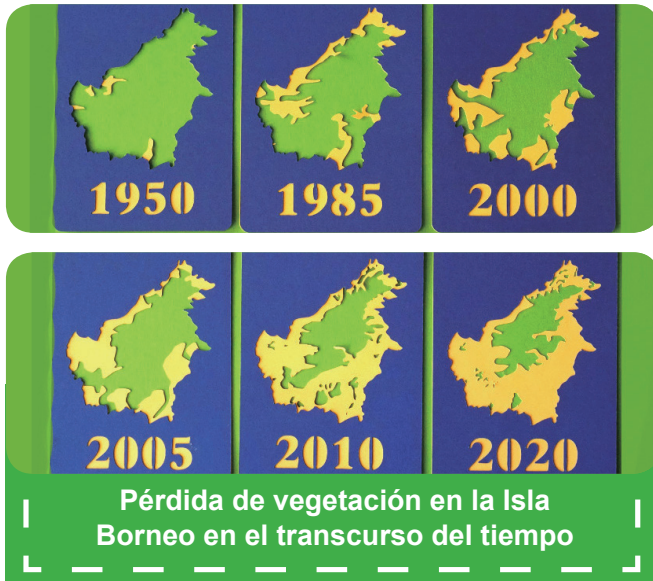 1950 1985 2000
2005 2010 2020
Pérdida de vegetación en la Isla
Borneo en el transcurso del tiempo